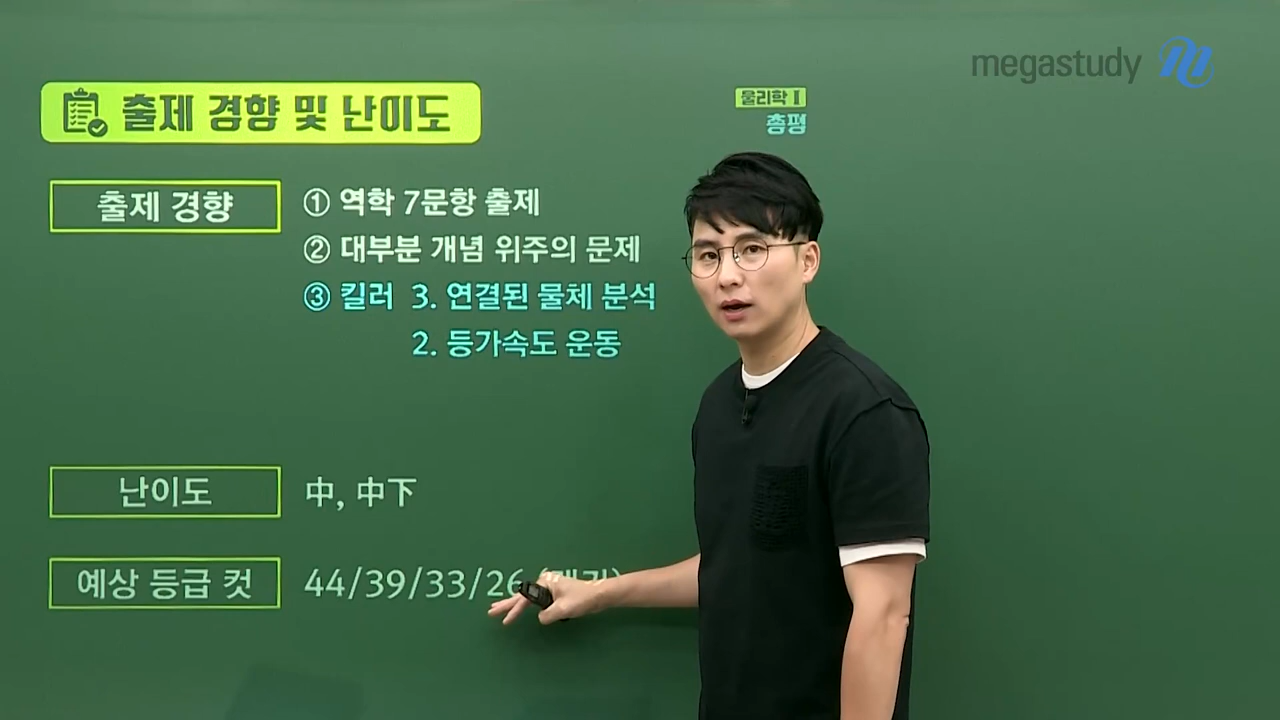 megastudy
출제 경향 및 난이도
물리학 I
총평
출제 경향
① 역학 7문항 출제
② 대부분 개념 위주의 문제
③ 킬러 3. 연결된 물체 분석
2. 등가속도 운동
난이도
中, 中下
예상 등급 컷
44/39/33/26